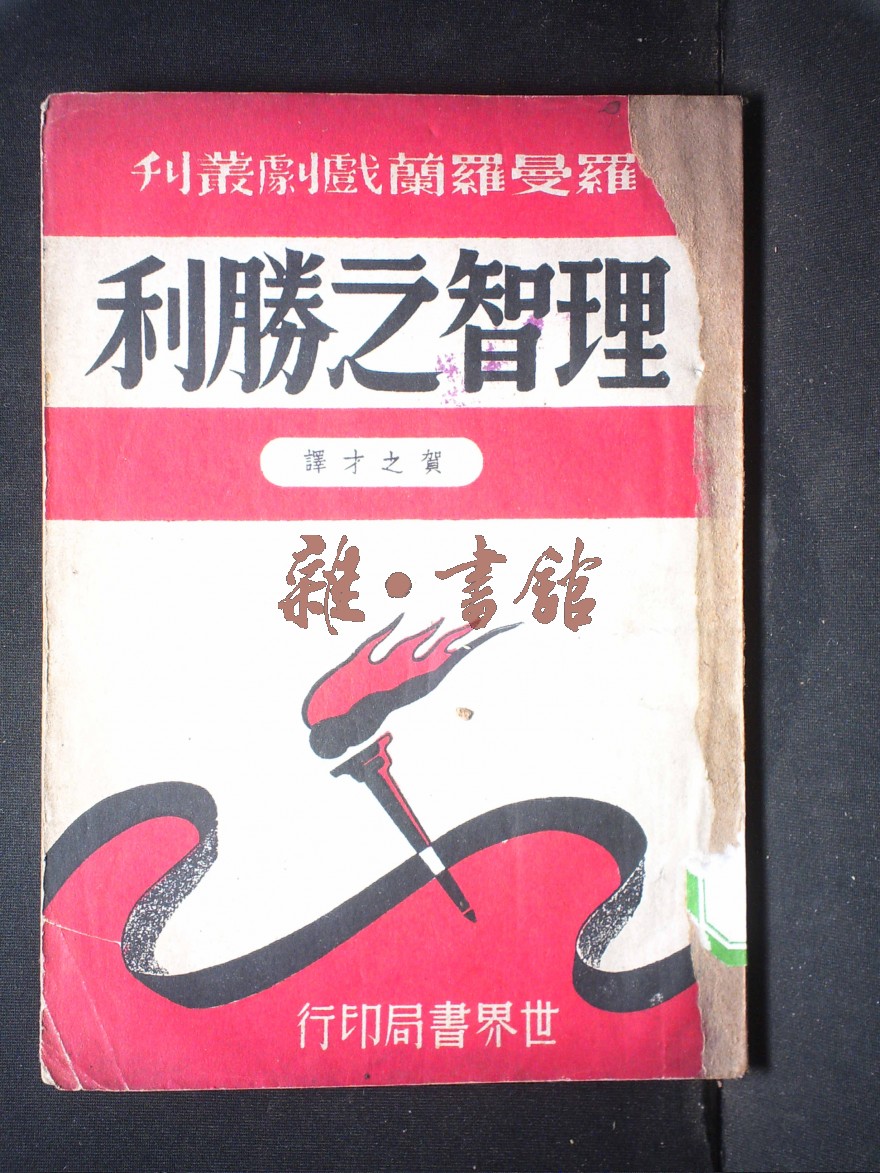 羅曼羅蘭戲劇叢刊
理智之勝利
賀之才譯
雜·書館
世界書局印行